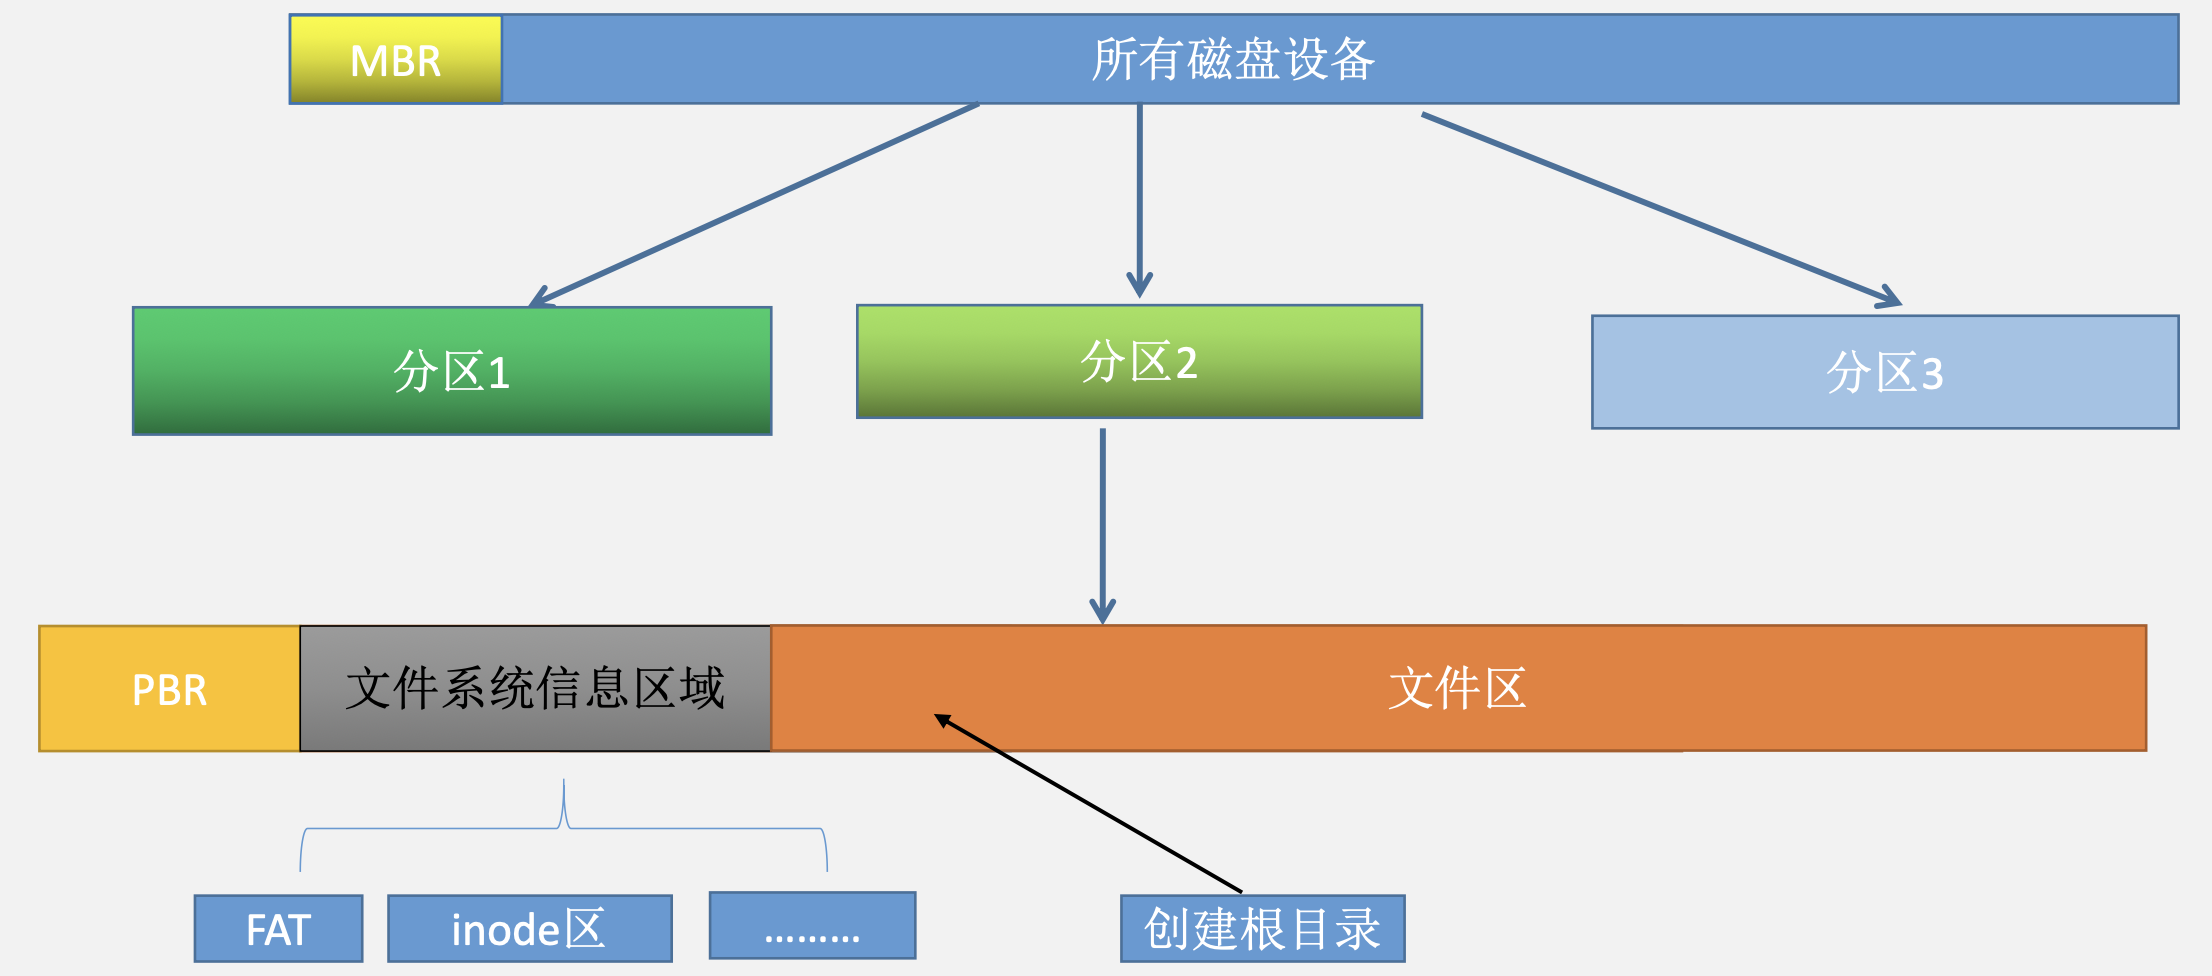 MBR
所有磁盘设备
分区1
分区2
分区3
PBR
文件系统信息区域
文件区
FAT
inode区
.........
创建根目录